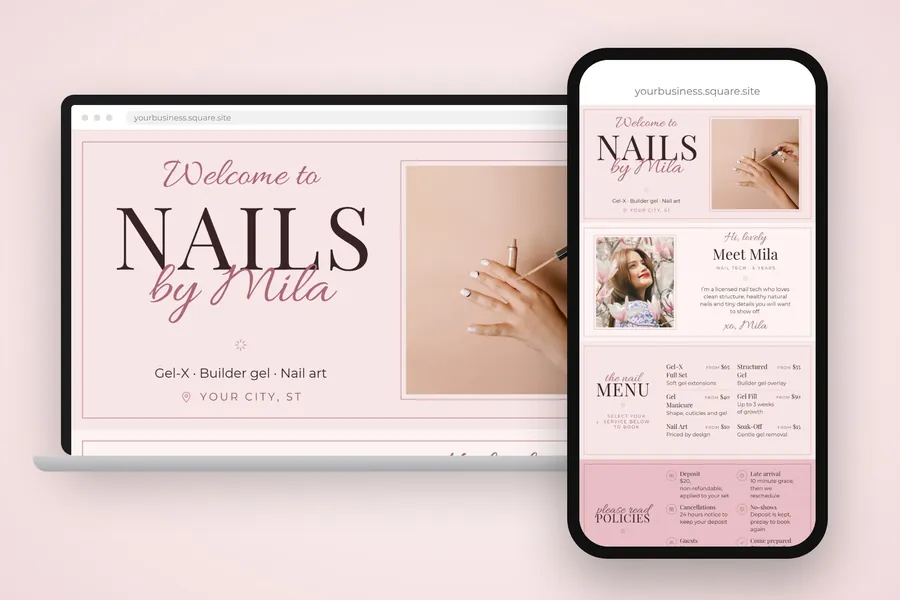 yourbusiness.square.site
Welcome to
NAILS
by Mila
Gel-X · Builder gel · Nail art
YOUR CITY, ST
yourbusiness.square.site
Welcome to
NAILS
by Mila
Gel-X · Builder gel · Nail art
YOUR CITY, ST
Hi, lovely
Meet Mila
NAIL TECH · 6 YEARS
I'm a licensed nail tech who loves
clean structure, healthy natural
nails and tiny details you will want
to show off
xo, Mila
the nail
MENU
SELECT YOUR
SERVICE BELOW
TO BOOK
Gel-X FROM $65
Full Set
Soft gel extensions
Gel FROM $40
Manicure
Shape, cuticles and gel
Nail Art FROM $10
Priced by design
Structured FROM $55
Gel
Builder gel overlay
Gel Fill FROM $50
Up to 3 weeks
of growth
Soak-Off FROM $15
Gentle gel removal
please read
POLICIES
Deposit
$20,
non-refundable,
applied to your set
Cancellations
24 hours notice to
keep your deposit
Guests
Late arrival
10 minute grace,
then we
reschedule
No-shows
Deposit is kept,
prepay to book
again
Come prepared